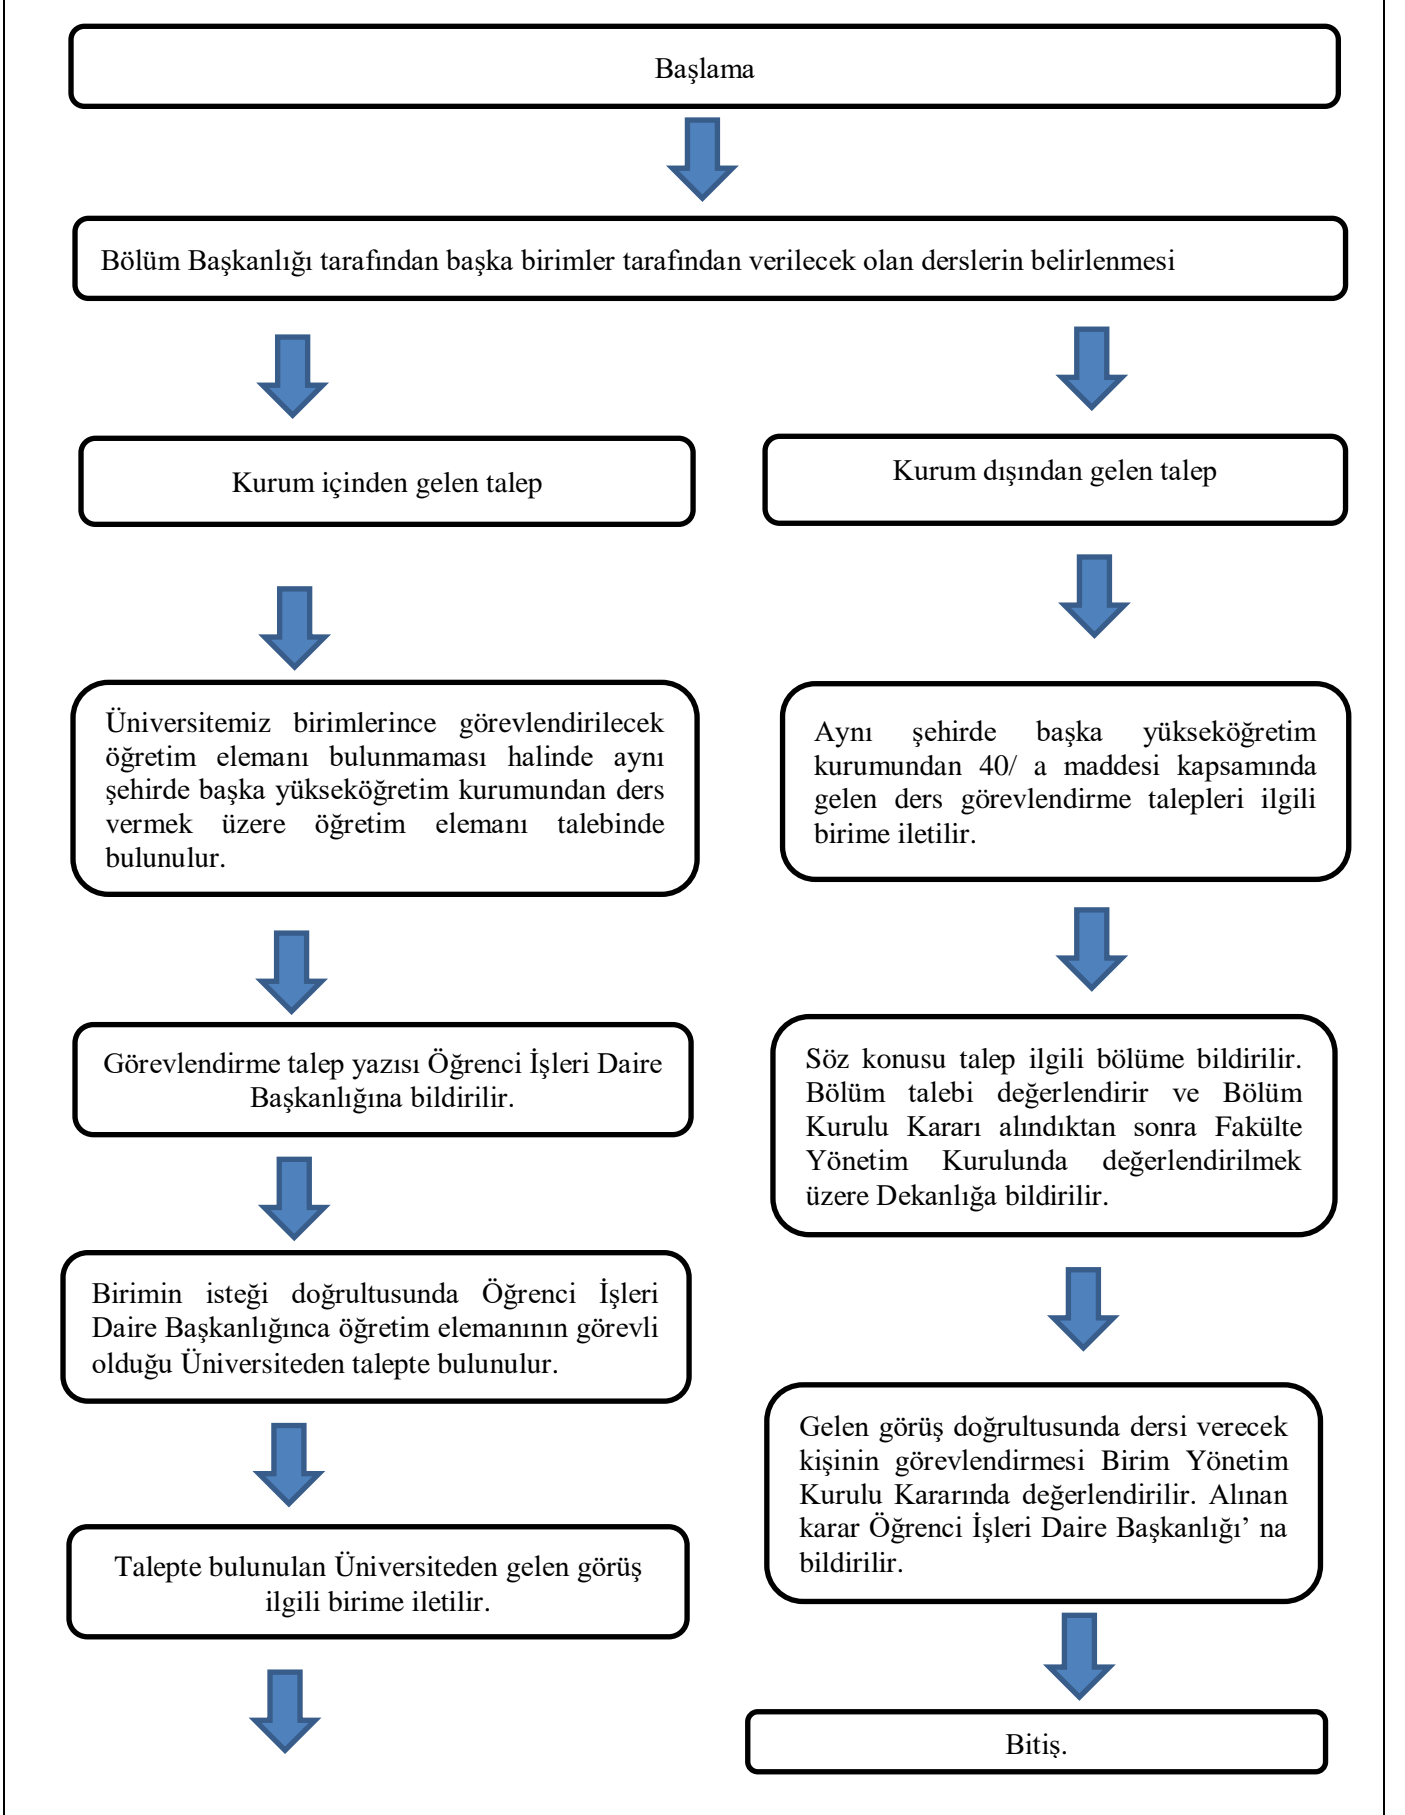 Başlama
Bölüm Başkanlığı tarafından başka birimler tarafından verilecek olan derslerin belirlenmesi
Kurum içinden gelen talep
Kurum dışından gelen talep
Üniversitemiz birimlerince görevlendirilecek
öğretim elemanı bulunmaması halinde aynı
şehirde başka yükseköğretim kurumundan ders
vermek üzere öğretim elemanı talebinde
bulunulur.
Aynı şehirde başka yükseköğretim
kurumundan 40/ a maddesi kapsamında
gelen ders görevlendirme talepleri ilgili
birime iletilir.
Görevlendirme talep yazısı Öğrenci İşleri Daire
Başkanlığına bildirilir.
Söz konusu talep ilgili bölüme bildirilir.
Bölüm talebi değerlendirir ve Bölüm
Kurulu Kararı alındıktan sonra Fakülte
Yönetim Kurulunda değerlendirilmek
üzere Dekanlığa bildirilir.
Birimin isteği doğrultusunda Öğrenci İşleri
Daire Başkanlığınca öğretim elemanının görevli
olduğu Üniversiteden talepte bulunulur.
Gelen görüş doğrultusunda dersi verecek
kişinin görevlendirmesi Birim Yönetim
Kurulu Kararında değerlendirilir. Alınan
karar Öğrenci İşleri Daire Başkanlığı’ na
bildirilir.
Talepte bulunulan Üniversiteden gelen görüş
ilgili birime iletilir.
Bitiş.